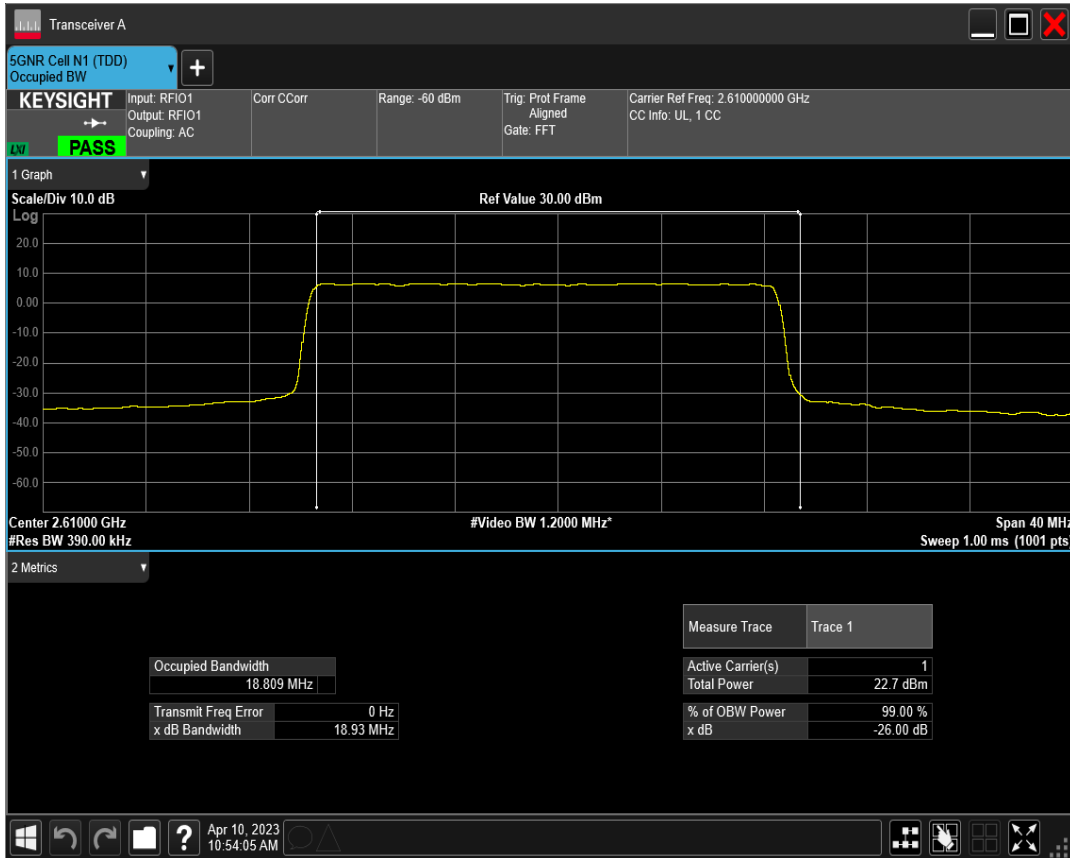 Transceiver A
5GNR Cell N1 (TDD)
Occupied BW
+
KEYSIGHT
LXI
PASS
Input: RFIO1
Output: RFIO1
Coupling: AC
Corr CCorr
Range: -60 dBm
Trig: Prot Frame
Aligned
Gate: FFT
Carrier Ref Freq: 2.610000000 GHz
CC Info: UL, 1 CC
1 Graph
Scale/Div 10.0 dB
Ref Value 30.00 dBm
Log
20.0
10.0
0.00
-10.0
-20.0
-30.0
-40.0
-50.0
-60.0
Center 2.61000 GHz
#Video BW 1.2000 MHz*
Span 40 MHz
#Res BW 390.00 kHz
Sweep 1.00 ms (1001 pts)
2 Metrics
Measure Trace Trace 1
Occupied Bandwidth
18.809 MHz
Active Carrier(s) 1
Total Power 22.7 dBm
Transmit Freq Error 0 Hz
x dB Bandwidth 18.93 MHz
% of OBW Power 99.00 %
x dB -26.00 dB
?
Apr 10, 2023
10:54:05 AM